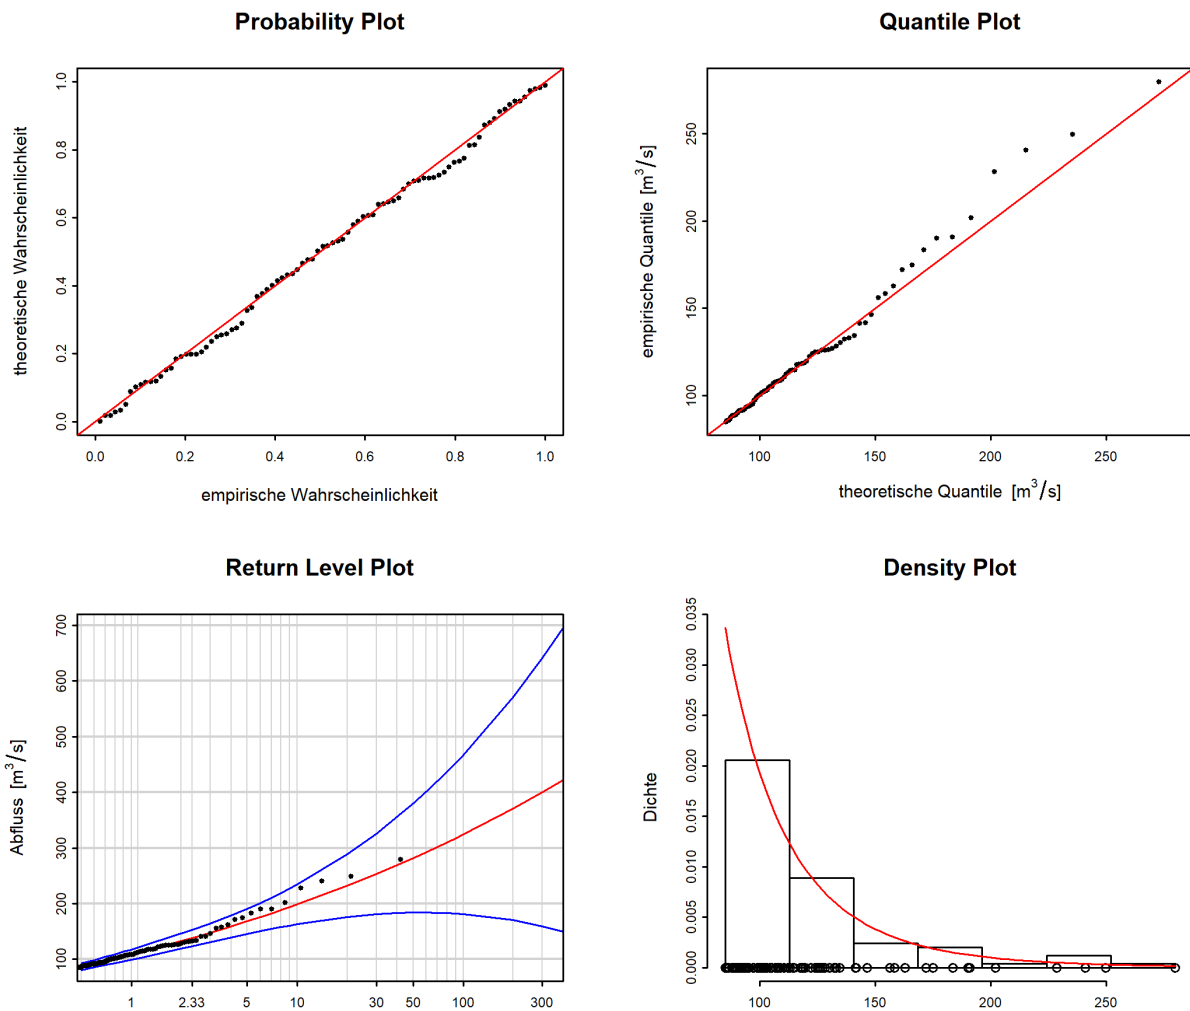 Probability Plot
theoretische Wahrscheinlichkeit
0.0 0.2 0.4 0.6 0.8 1.0
0.0 0.2 0.4 0.6 0.8 1.0
empirische Wahrscheinlichkeit
Quantile Plot
empirische Quantile [m³/s]
100 150 200 250
100 150 200 250
theoretische Quantile [m³/s]
Return Level Plot
Abfluss [m³/s]
100 200 300 400 500 600 700
1 2.33 5 10 30 50 100 300
Density Plot
Dichte
0.000 0.005 0.010 0.015 0.020 0.025 0.030 0.035
100 150 200 250